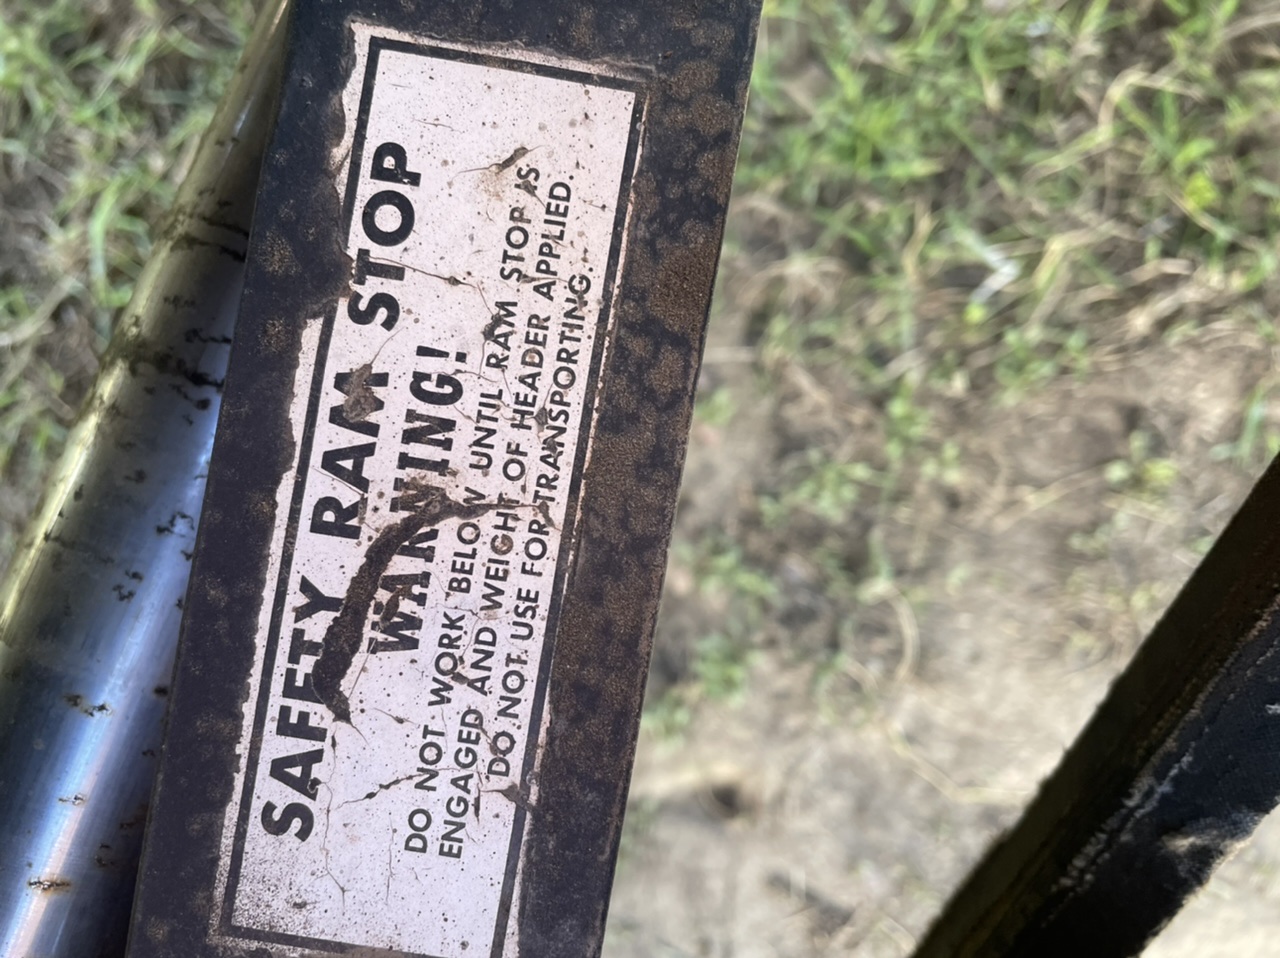 SAFETY RAM STOP
WARNING!
DO NOT WORK BELOW UNTIL RAM STOP IS
ENGAGED AND WEIGHT OF HEADER APPLIED.
DO NOT USE FOR TRANSPORTING.